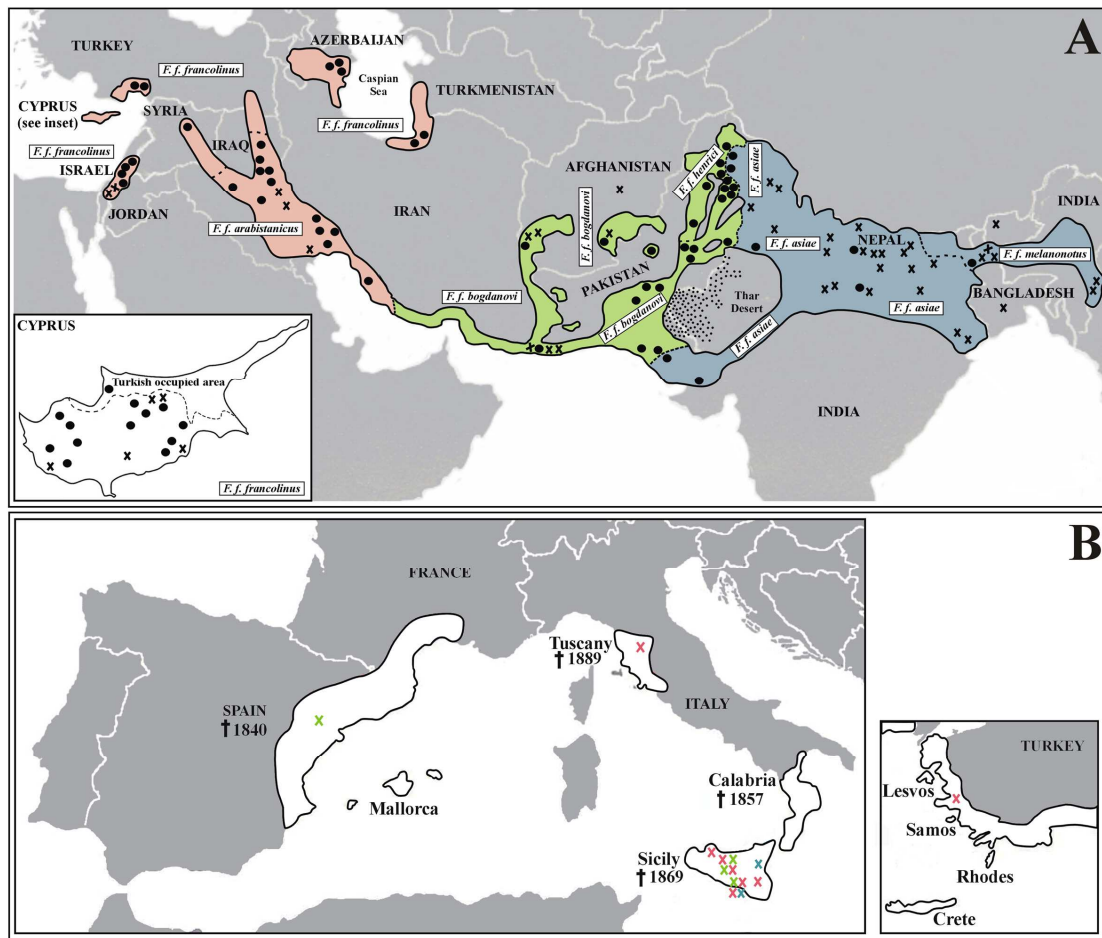 A
TURKEY
AZERBAIJAN
F. f. francolinus
Caspian
Sea
TURKMENISTAN
CYPRUS
(see inset)
SYRIA
F. f. francolinus
F. f. francolinus
IRAQ
ISRAEL
AFGHANISTAN
F. f. henrici
F. f. asiae
INDIA
JORDAN
IRAN
F. f. arabistanicus
F. f. bogdanovi
F. f. asiae
NEPAL
F. f. melanonotus
PAKISTAN
F. f. bogdanovi
F. f. bogdanovi
Thar
Desert
BANGLADESH
F. f. asiae
F. f. asiae
INDIA
CYPRUS
Turkish occupied area
F. f. francolinus
B
FRANCE
Tuscany
† 1889
SPAIN
† 1840
ITALY
Mallorca
Calabria
† 1857
Sicily
† 1869
TURKEY
Lesvos
Samos
Rhodes
Crete